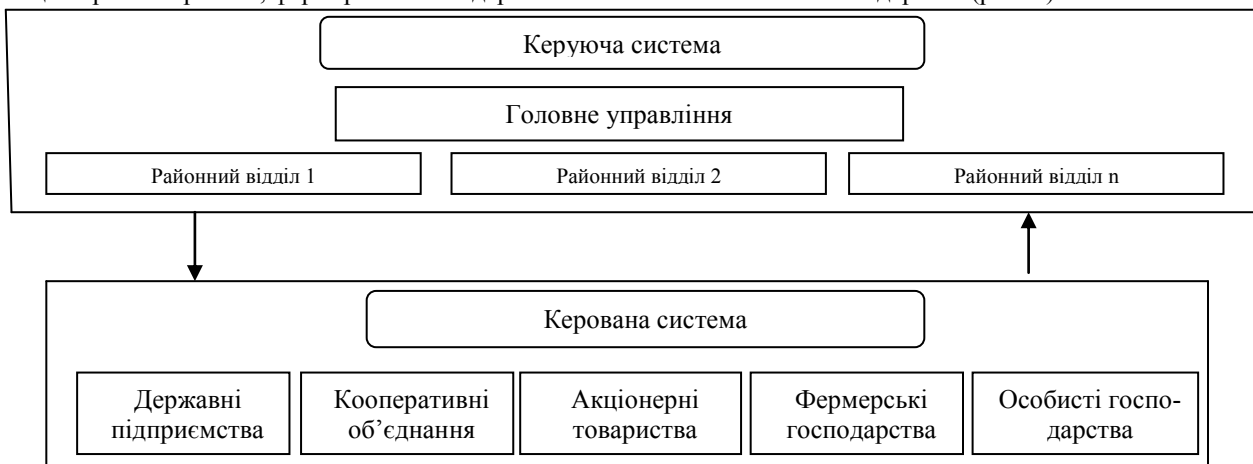 Керуюча система
Головне управління
Районний відділ 1
Районний відділ 2
Районний відділ n
Керована система
Державні
підприємства
Кооперативні
об’єднання
Акціонерні
товариства
Фермерські
господарства
Особисті госпо-
дарства